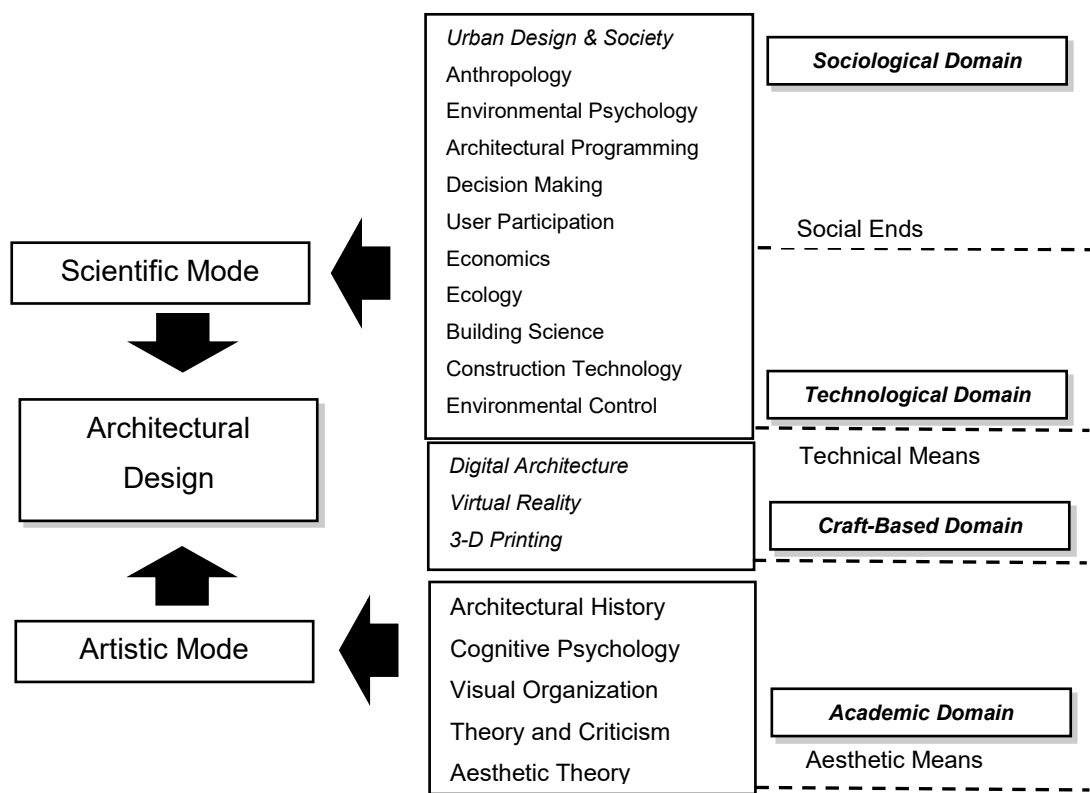 Urban Design & Society
Anthropology
Environmental Psychology
Architectural Programming
Decision Making
User Participation
Economics
Ecology
Building Science
Construction Technology
Environmental Control
Sociological Domain
Social Ends
Scientific Mode
Architectural
Design
Technological Domain
Technical Means
Digital Architecture
Virtual Reality
3-D Printing
Craft-Based Domain
Artistic Mode
Architectural History
Cognitive Psychology
Visual Organization
Theory and Criticism
Aesthetic Theory
Academic Domain
Aesthetic Means